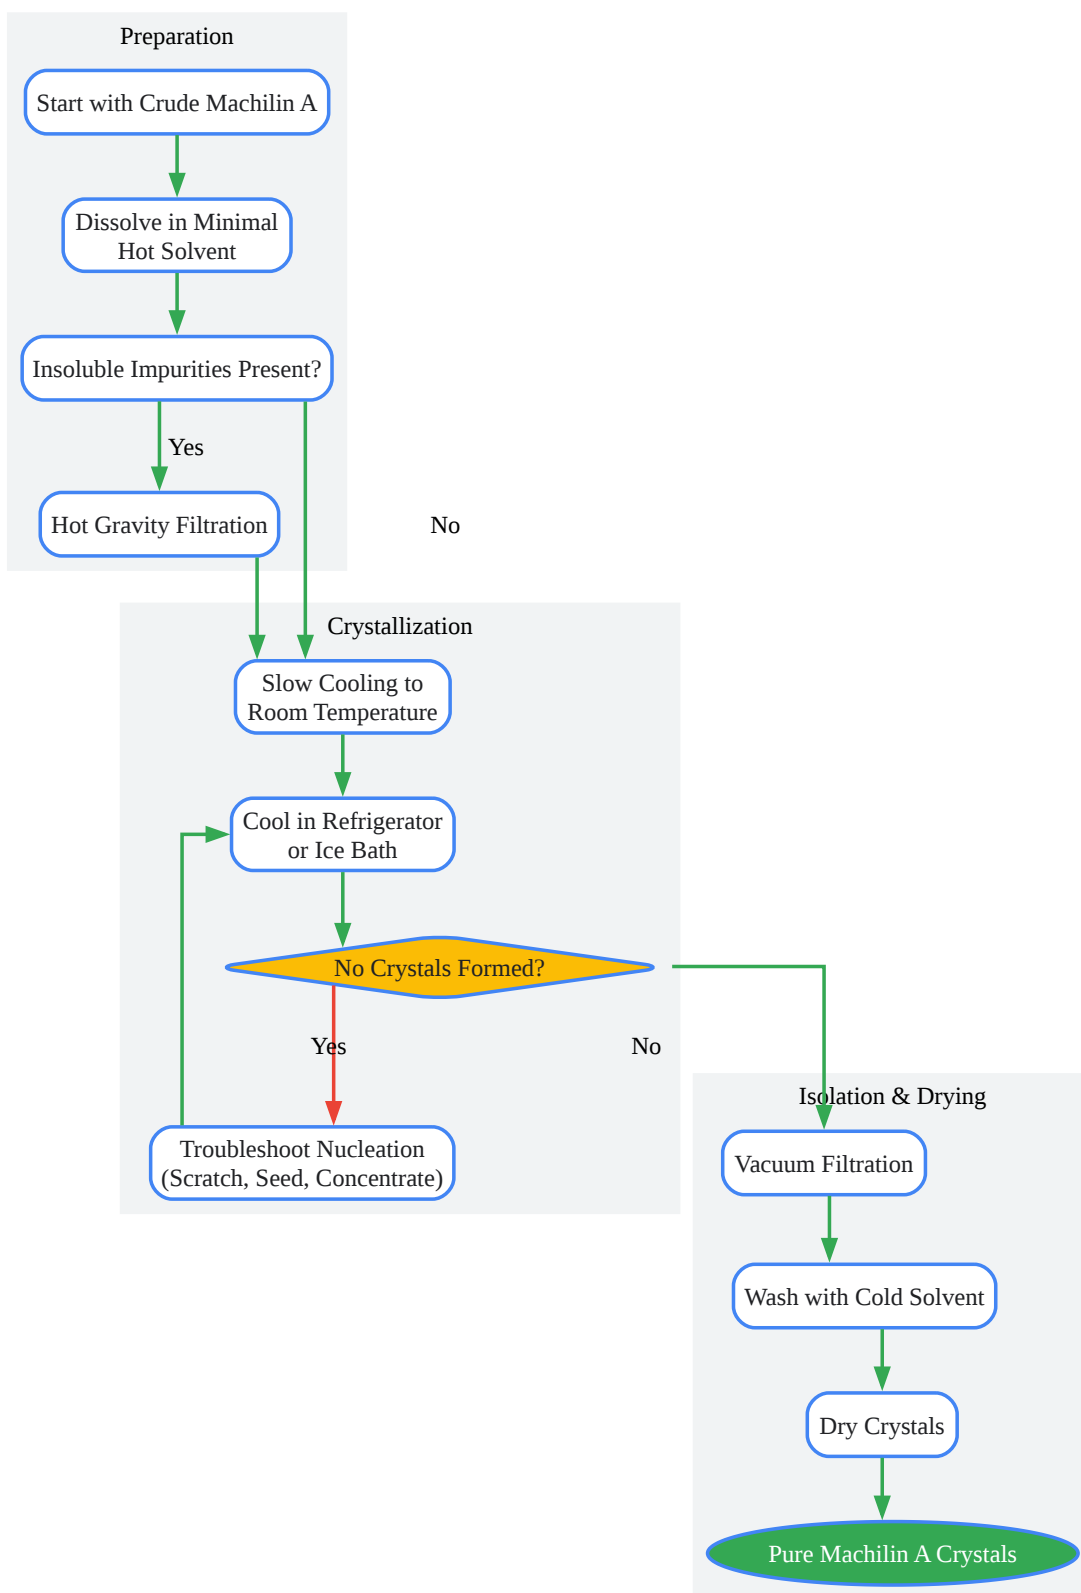 Preparation
Start with Crude Machilin A
Dissolve in Minimal
Hot Solvent
Insoluble Impurities Present?
Yes
Hot Gravity Filtration
No
Crystallization
Slow Cooling to
Room Temperature
Cool in Refrigerator
or Ice Bath
No Crystals Formed?
Yes
No
Troubleshoot Nucleation
(Scratch, Seed, Concentrate)
Isolation & Drying
Vacuum Filtration
Wash with Cold Solvent
Dry Crystals
Pure Machilin A Crystals